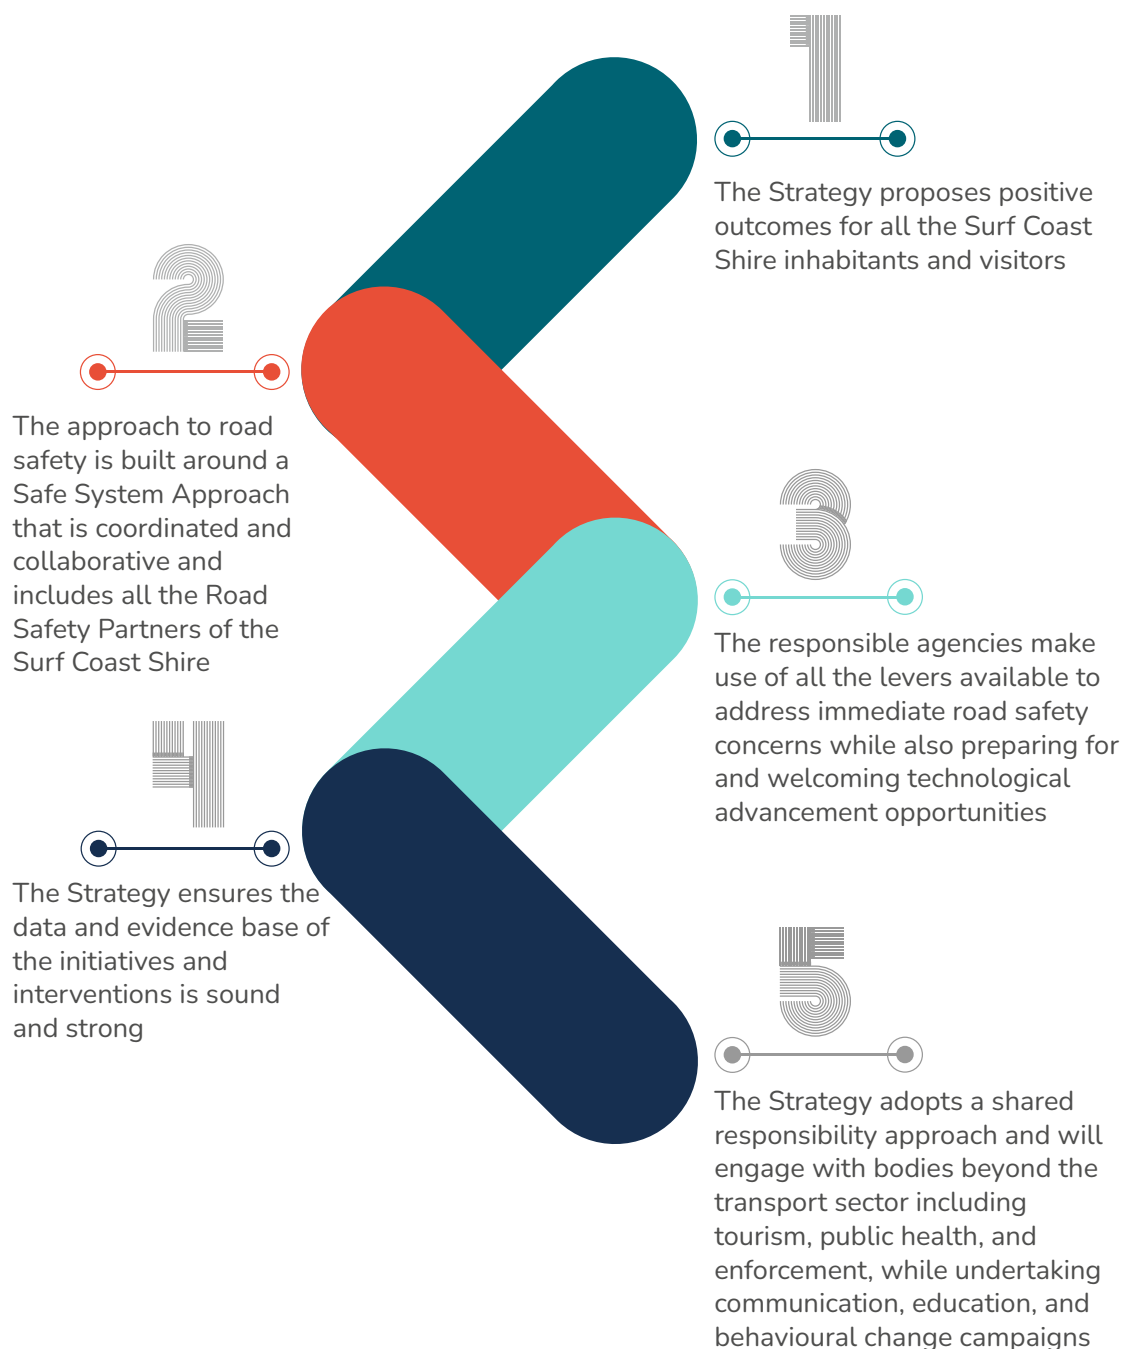 1
The Strategy proposes positive
outcomes for all the Surf Coast
Shire inhabitants and visitors
2
The approach to road
safety is built around a
Safe System Approach
that is coordinated and
collaborative and
includes all the Road
Safety Partners of the
Surf Coast Shire
3
The responsible agencies make
use of all the levers available to
address immediate road safety
concerns while also preparing for
and welcoming technological
advancement opportunities
4
The Strategy ensures the
data and evidence base of
the initiatives and
interventions is sound
and strong
5
The Strategy adopts a shared
responsibility approach and will
engage with bodies beyond the
transport sector including
tourism, public health, and
enforcement, while undertaking
communication, education, and
behavioural change campaigns